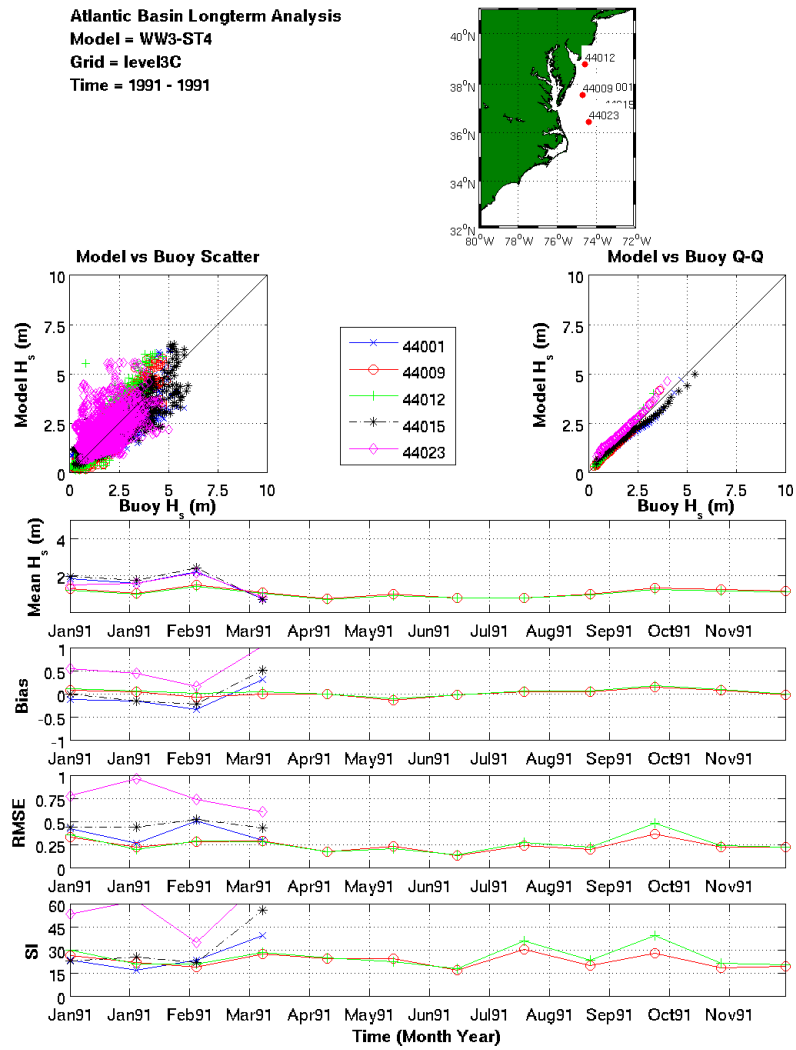 Atlantic Basin Longterm Analysis
Model = WW3-ST4
Grid = level3C
Time = 1991 - 1991
40°N
38°N
36°N
34°N
32°N
80°W 78°W 76°W 74°W 72°W
44012
44009 001
44023
Model vs Buoy Scatter
10
7.5
5
2.5
0
0 2.5 5 7.5 10
Model Hs (m)
Buoy Hs (m)
44001
44009
44012
44015
44023
Model vs Buoy Q-Q
10
7.5
5
2.5
0
0 2.5 5 7.5 10
Model Hs (m)
Buoy Hs (m)
Mean Hs (m)
4
2
Jan91 Jan91 Feb91 Mar91 Apr91 May91 Jun91 Jul91 Aug91 Sep91 Oct91 Nov91
Bias
1
0.5
0
-0.5
-1
Jan91 Jan91 Feb91 Mar91 Apr91 May91 Jun91 Jul91 Aug91 Sep91 Oct91 Nov91
RMSE
1
0.75
0.5
0.25
0
Jan91 Jan91 Feb91 Mar91 Apr91 May91 Jun91 Jul91 Aug91 Sep91 Oct91 Nov91
SI
60
45
30
15
0
Jan91 Jan91 Feb91 Mar91 Apr91 May91 Jun91 Jul91 Aug91 Sep91 Oct91 Nov91
Time (Month Year)